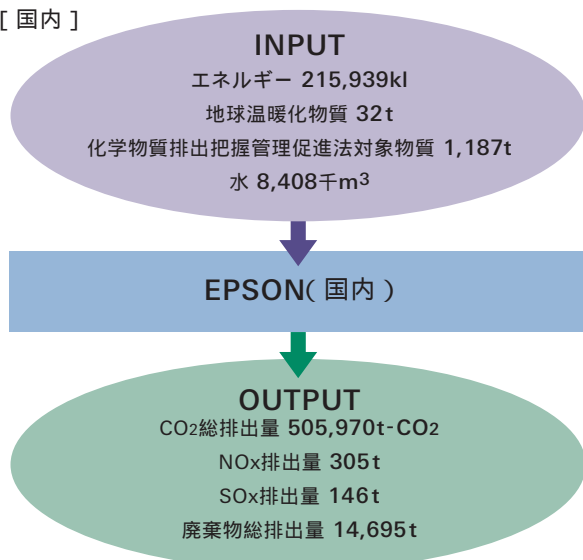 [ 国内 ]
INPUT
エネルギー 215,939kl
地球温暖化物質 32t
化学物質排出把握管理促進法対象物質 1,187t
水 8,408千m3
EPSON( 国内 )
OUTPUT
CO2総排出量 505,970t-CO2
NOx排出量 305t
SOx排出量 146t
廃棄物総排出量 14,695t